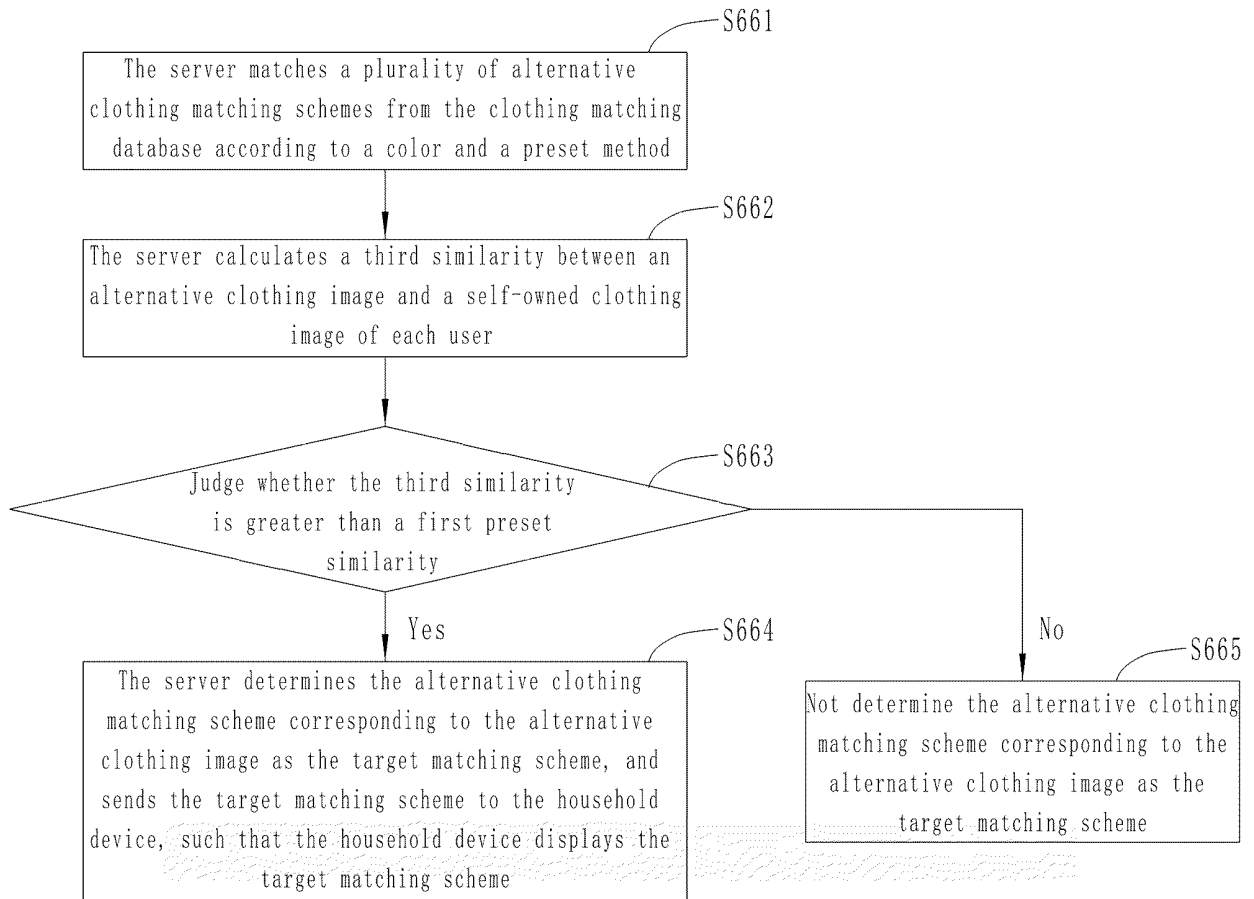 S661
The server matches a plurality of alternative
clothing matching schemes from the clothing matching
database according to a color and a preset method
S662
The server calculates a third similarity between an
alternative clothing image and a self-owned clothing
image of each user
S663
Judge whether the third similarity
is greater than a first preset
similarity
Yes
No
S664
The server determines the alternative clothing
matching scheme corresponding to the alternative
clothing image as the target matching scheme, and
sends the target matching scheme to the household
device, such that the household device displays the
target matching scheme
S665
Not determine the alternative clothing
matching scheme corresponding to the
alternative clothing image as the
target matching scheme